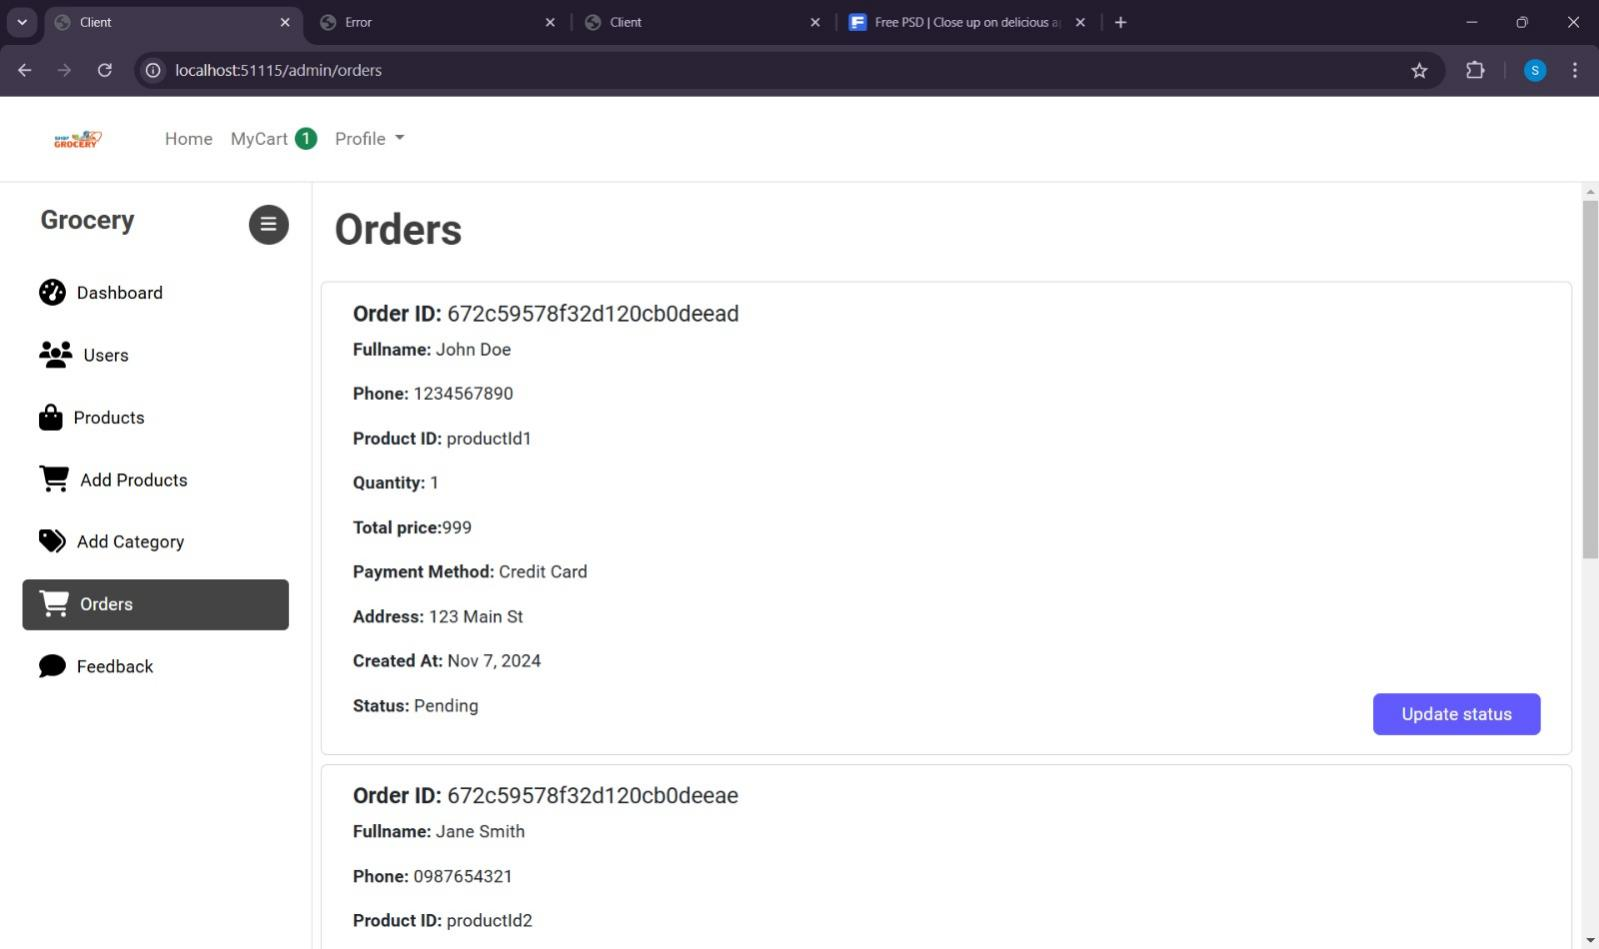 Client
Error
Client
Free PSD | Close up on delicious a
localhost:51115/admin/orders
S
SHOP
GROCERY
Home
MyCart 1
Profile
Grocery
Dashboard
Users
Products
Add Products
Add Category
Orders
Feedback
Orders
Order ID: 672c59578f32d120cb0deead
Fullname: John Doe
Phone: 1234567890
Product ID: productId1
Quantity: 1
Total price:999
Payment Method: Credit Card
Address: 123 Main St
Created At: Nov 7, 2024
Status: Pending
Update status
Order ID: 672c59578f32d120cb0deeae
Fullname: Jane Smith
Phone: 0987654321
Product ID: productId2